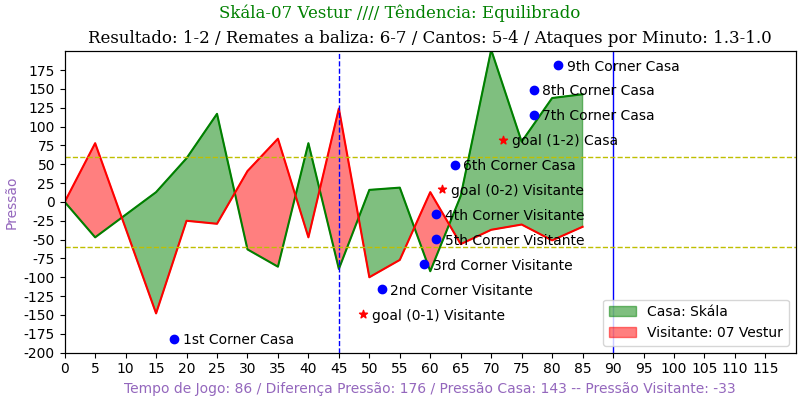 Skála-07 Vestur //// Têndencia: Equilibrado
Resultado: 1-2 / Remates a baliza: 6-7 / Cantos: 5-4 / Ataques por Minuto: 1.3-1.0
Pressão
175
150
125
100
75
50
25
0
-25
-50
-75
-100
-125
-150
-175
-200
9th Corner Casa
8th Corner Casa
7th Corner Casa
goal (1-2) Casa
6th Corner Casa
goal (0-2) Visitante
4th Corner Visitante
5th Corner Visitante
3rd Corner Visitante
2nd Corner Visitante
goal (0-1) Visitante
1st Corner Casa
Casa: Skála
Visitante: 07 Vestur
0 5 10 15 20 25 30 35 40 45 50 55 60 65 70 75 80 85 90 95 100 105 110 115
Tempo de Jogo: 86 / Diferença Pressão: 176 / Pressão Casa: 143 -- Pressão Visitante: -33